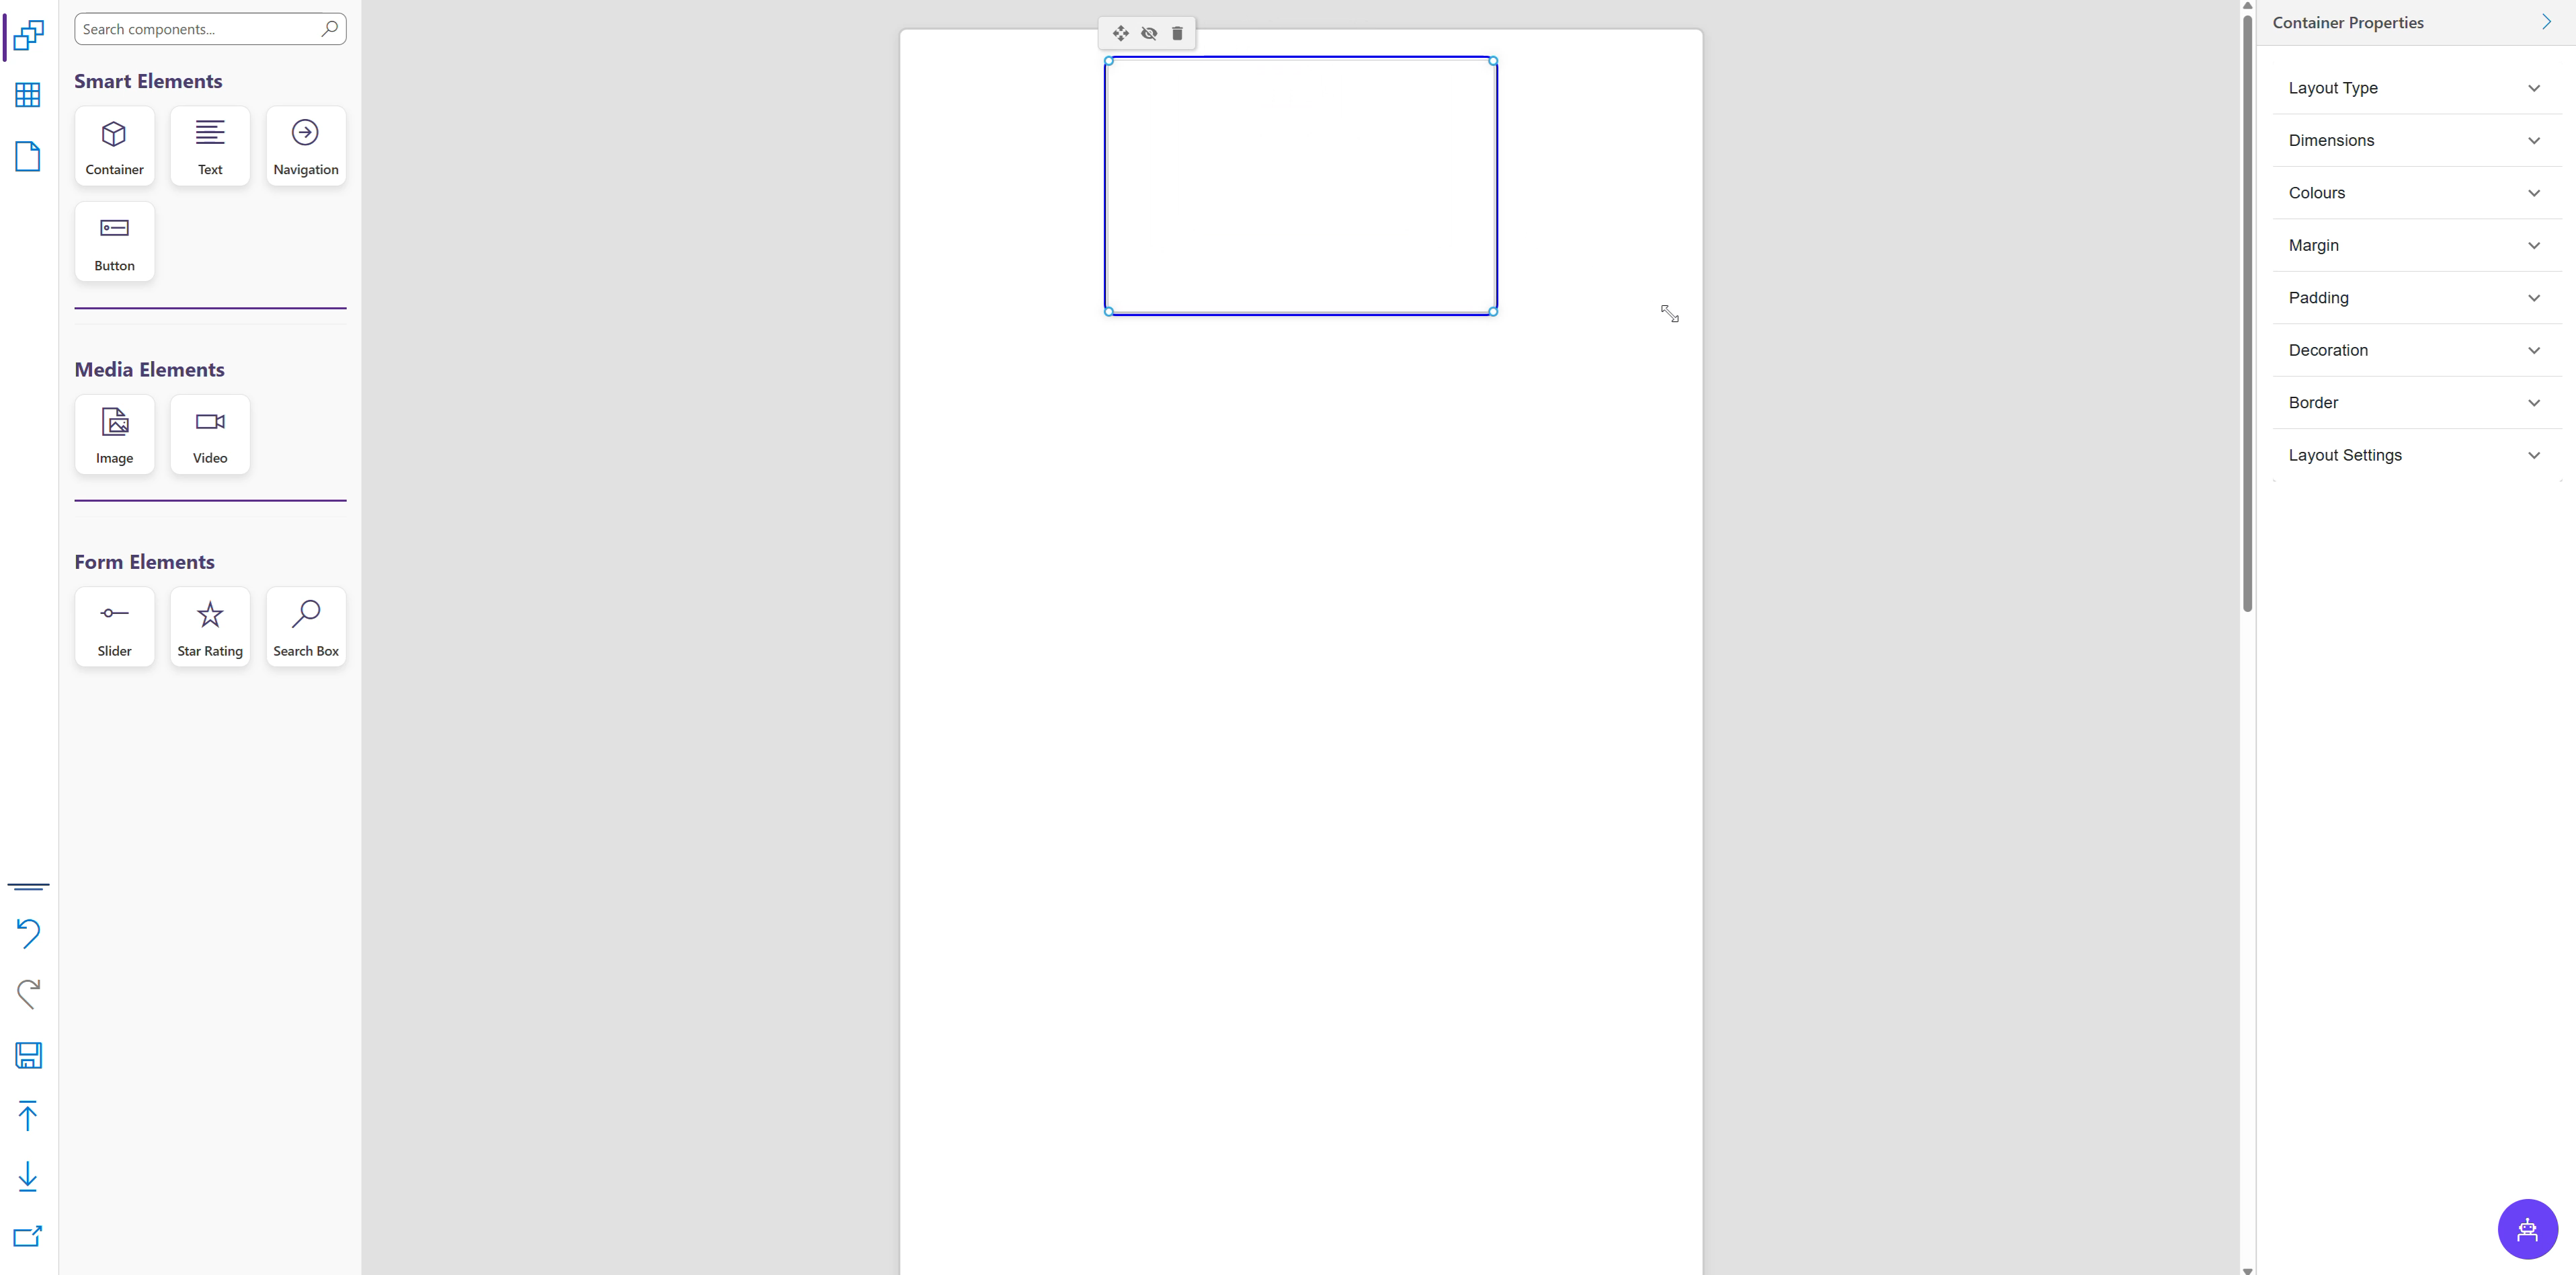 Search components...
Smart Elements
Container
Text
Navigation
Button
Media Elements
Image
Video
Form Elements
Slider
Star Rating
Search Box
Container Properties
Layout Type
Dimensions
Colours
Margin
Padding
Decoration
Border
Layout Settings